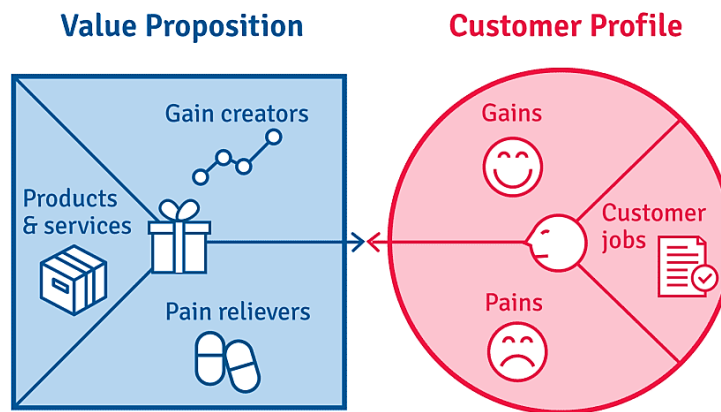 Value Proposition
Customer Profile
Gain creators
Products
& services
Pain relievers
Gains
Customer
jobs
Pains